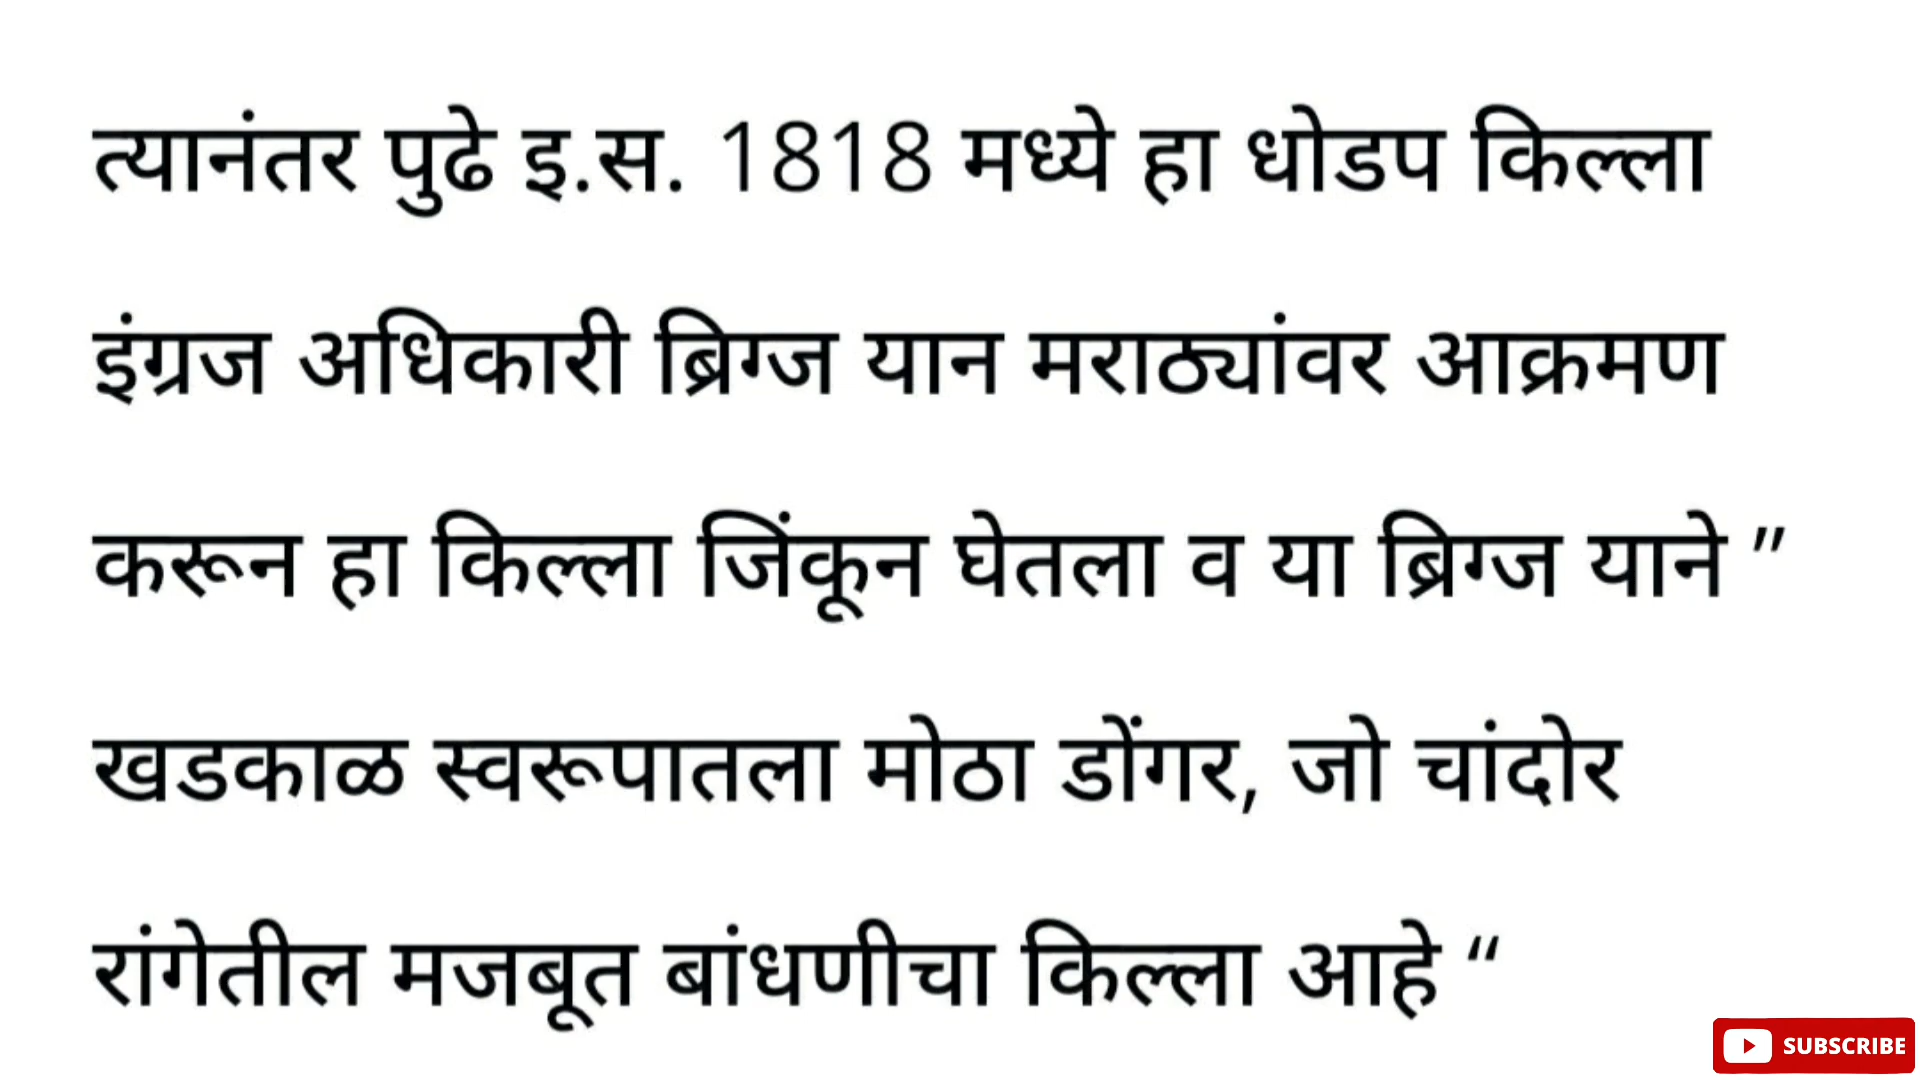 त्यानंतर पुढे इ.स. 1818 मध्ये हा धोडप किल्ला
इंग्रज अधिकारी ब्रिग्ज यान मराठ्यांवर आक्रमण
करून हा किल्ला जिंकून घेतला व या ब्रिग्ज याने ”
खडकाळ स्वरूपातला मोठा डोंगर, जो चांदोर
रांगेतील मजबूत बांधणीचा किल्ला आहे “
SUBSCRIBE